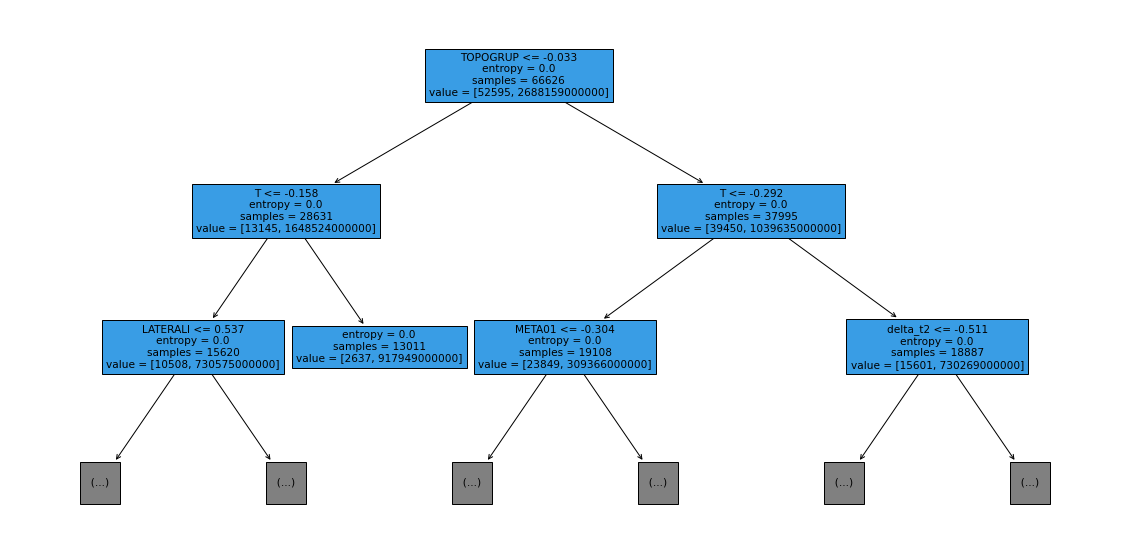 TOPOGRUP <= -0.033
entropy = 0.0
samples = 66626
value = [52595, 2688159000000]
T <= -0.158
entropy = 0.0
samples = 28631
value = [13145, 1648524000000]
T <= -0.292
entropy = 0.0
samples = 37995
value = [39450, 1039635000000]
LATERALI <= 0.537
entropy = 0.0
samples = 15620
value = [10508, 730575000000]
entropy = 0.0
samples = 13011
value = [2637, 917949000000]
META01 <= -0.304
entropy = 0.0
samples = 19108
value = [23849, 309366000000]
delta_t2 <= -0.511
entropy = 0.0
samples = 18887
value = [15601, 730269000000]
(...)
(...)
(...)
(...)
(...)
(...)